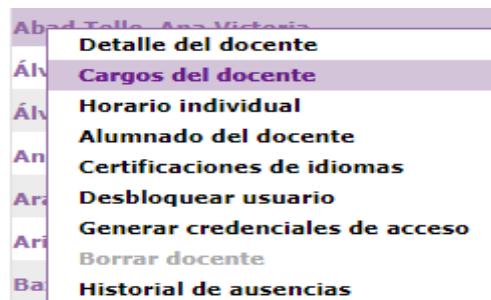 Abad Tello, Ana Victoria
Detalle del docente
Cargos del docente
Horario individual
Alumnado del docente
Certificaciones de idiomas
Desbloquear usuario
Generar credenciales de acceso
Borrar docente
Historial de ausencias